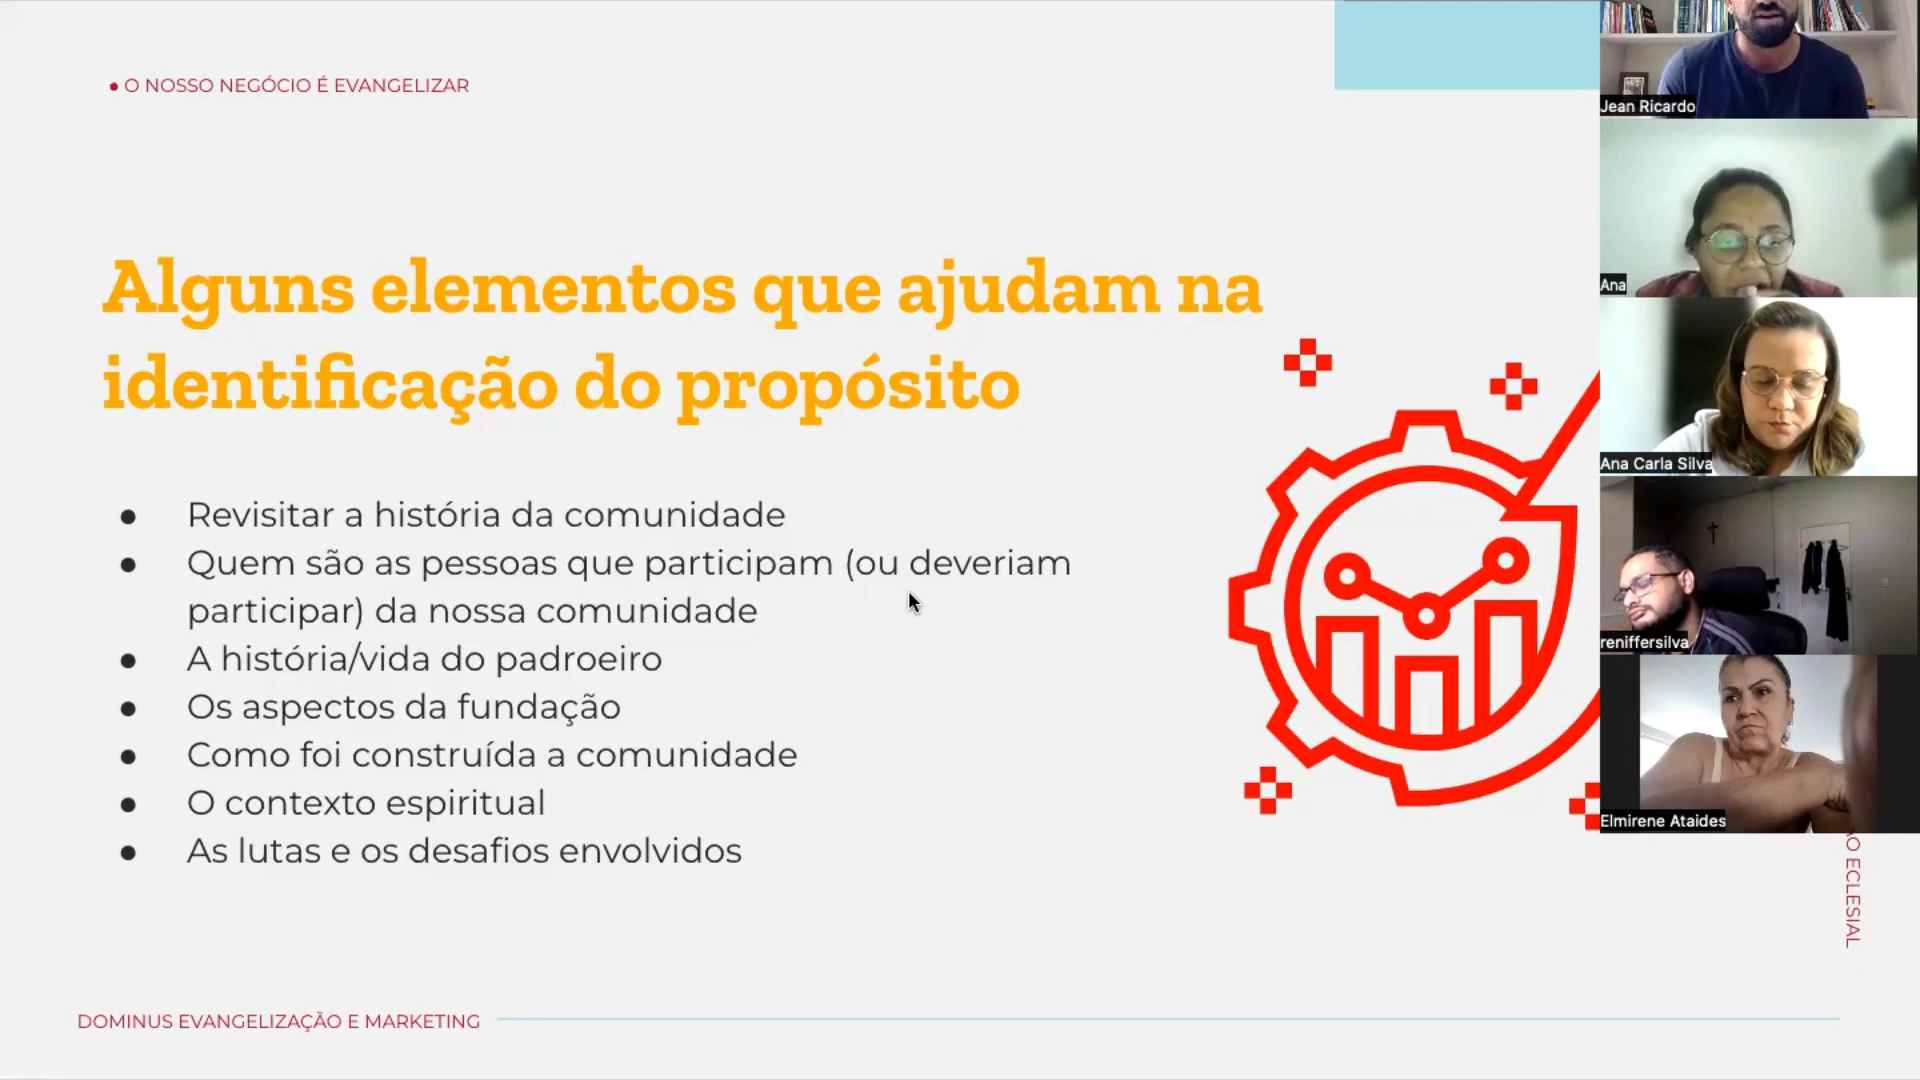 ● O NOSSO NEGÓCIO É EVANGELIZAR
Alguns elementos que ajudam na
identificação do propósito
● Revisitar a história da comunidade
● Quem são as pessoas que participam (ou deveriam
participar) da nossa comunidade
● A história/vida do padroeiro
● Os aspectos da fundação
● Como foi construída a comunidade
● O contexto espiritual
● As lutas e os desafios envolvidos
DOMINUS EVANGELIZAÇÃO E MARKETING
ECLESIAL
Jean Ricardo
Ana
Ana Carla Silva
reniffersilva
Elmirene Ataides